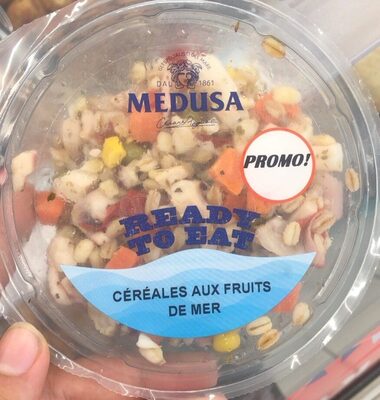 DAL 1861
MEDUSA
PROMO!
READY
TO EAT
CÉRÉALES AUX FRUITS
DE MER